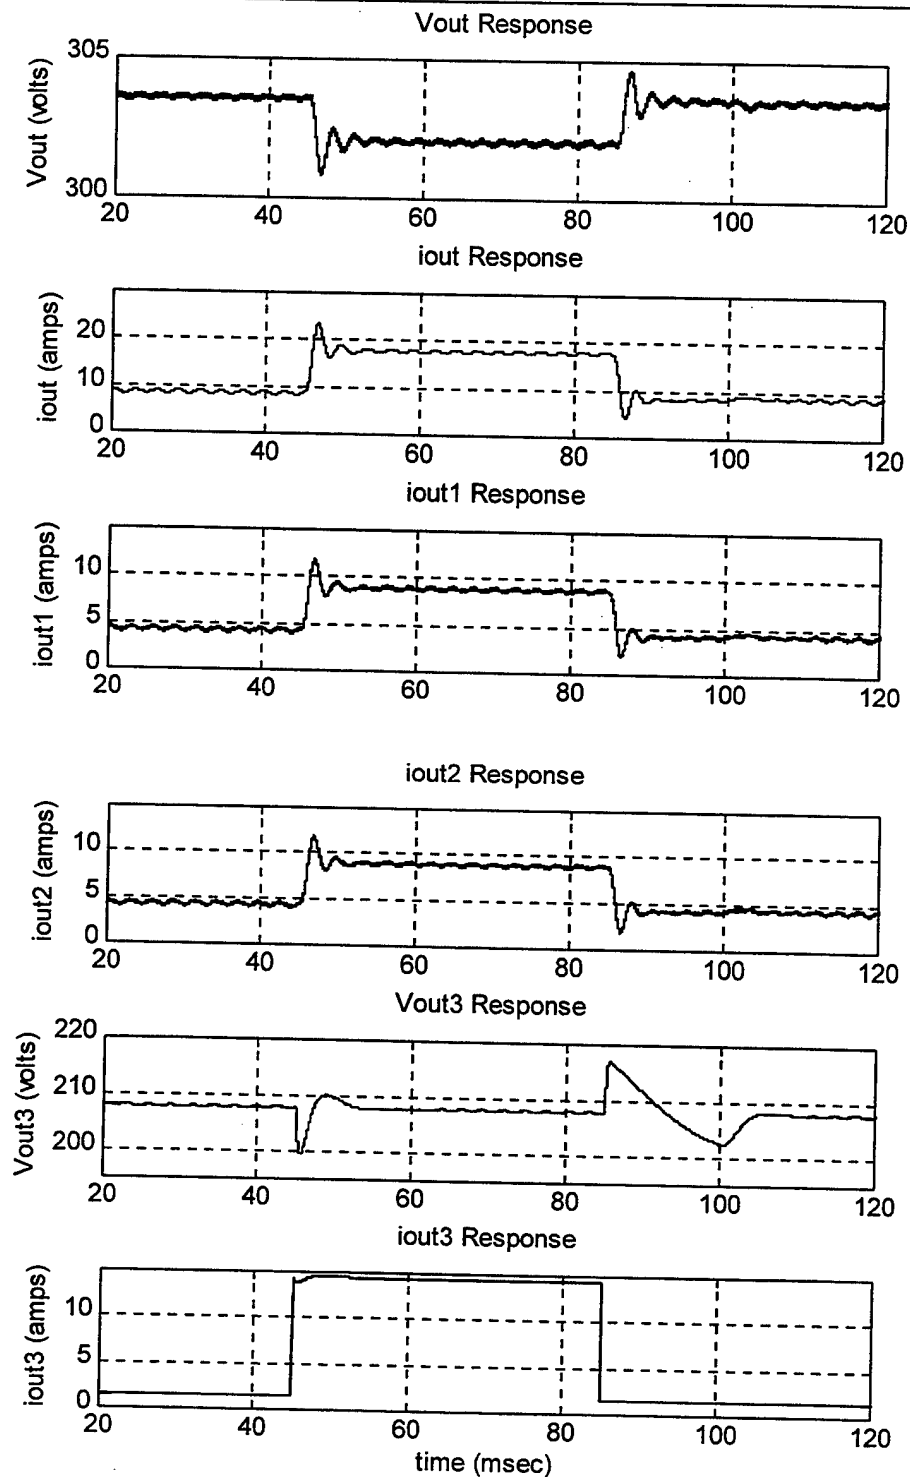 Vout Response
305
Vout (volts)
300
20 40 60 80 100 120
iout Response
20
iout (amps)
10
0
20 40 60 80 100 120
iout1 Response
10
iout1 (amps)
5
0
20 40 60 80 100 120
iout2 Response
10
iout2 (amps)
5
0
20 40 60 80 100 120
Vout3 Response
220
Vout3 (volts)
210
200
20 40 60 80 100 120
iout3 Response
10
iout3 (amps)
5
0
20 40 60 80 100 120
time (msec)